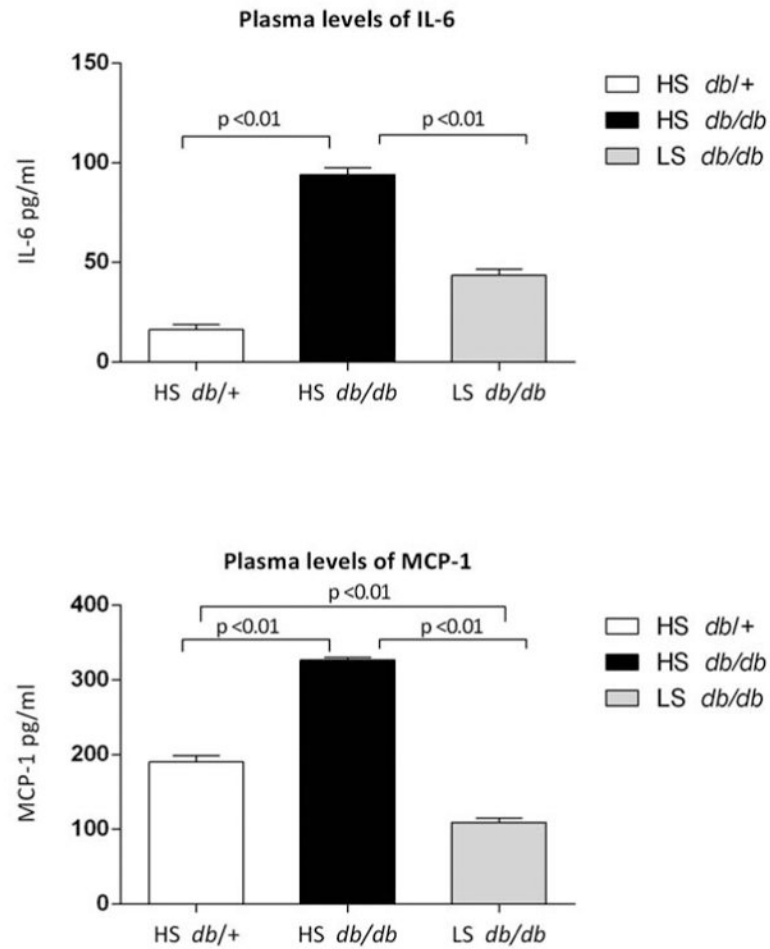 Plasma levels of IL-6
150
100
50
0
IL-6 pg/ml
p <0.01
p <0.01
HS db/+
HS db/db
LS db/db
HS db/+
HS db/db
LS db/db
Plasma levels of MCP-1
400
300
200
100
0
MCP-1 pg/ml
p <0.01
p <0.01
p <0.01
HS db/+
HS db/db
LS db/db
HS db/+
HS db/db
LS db/db